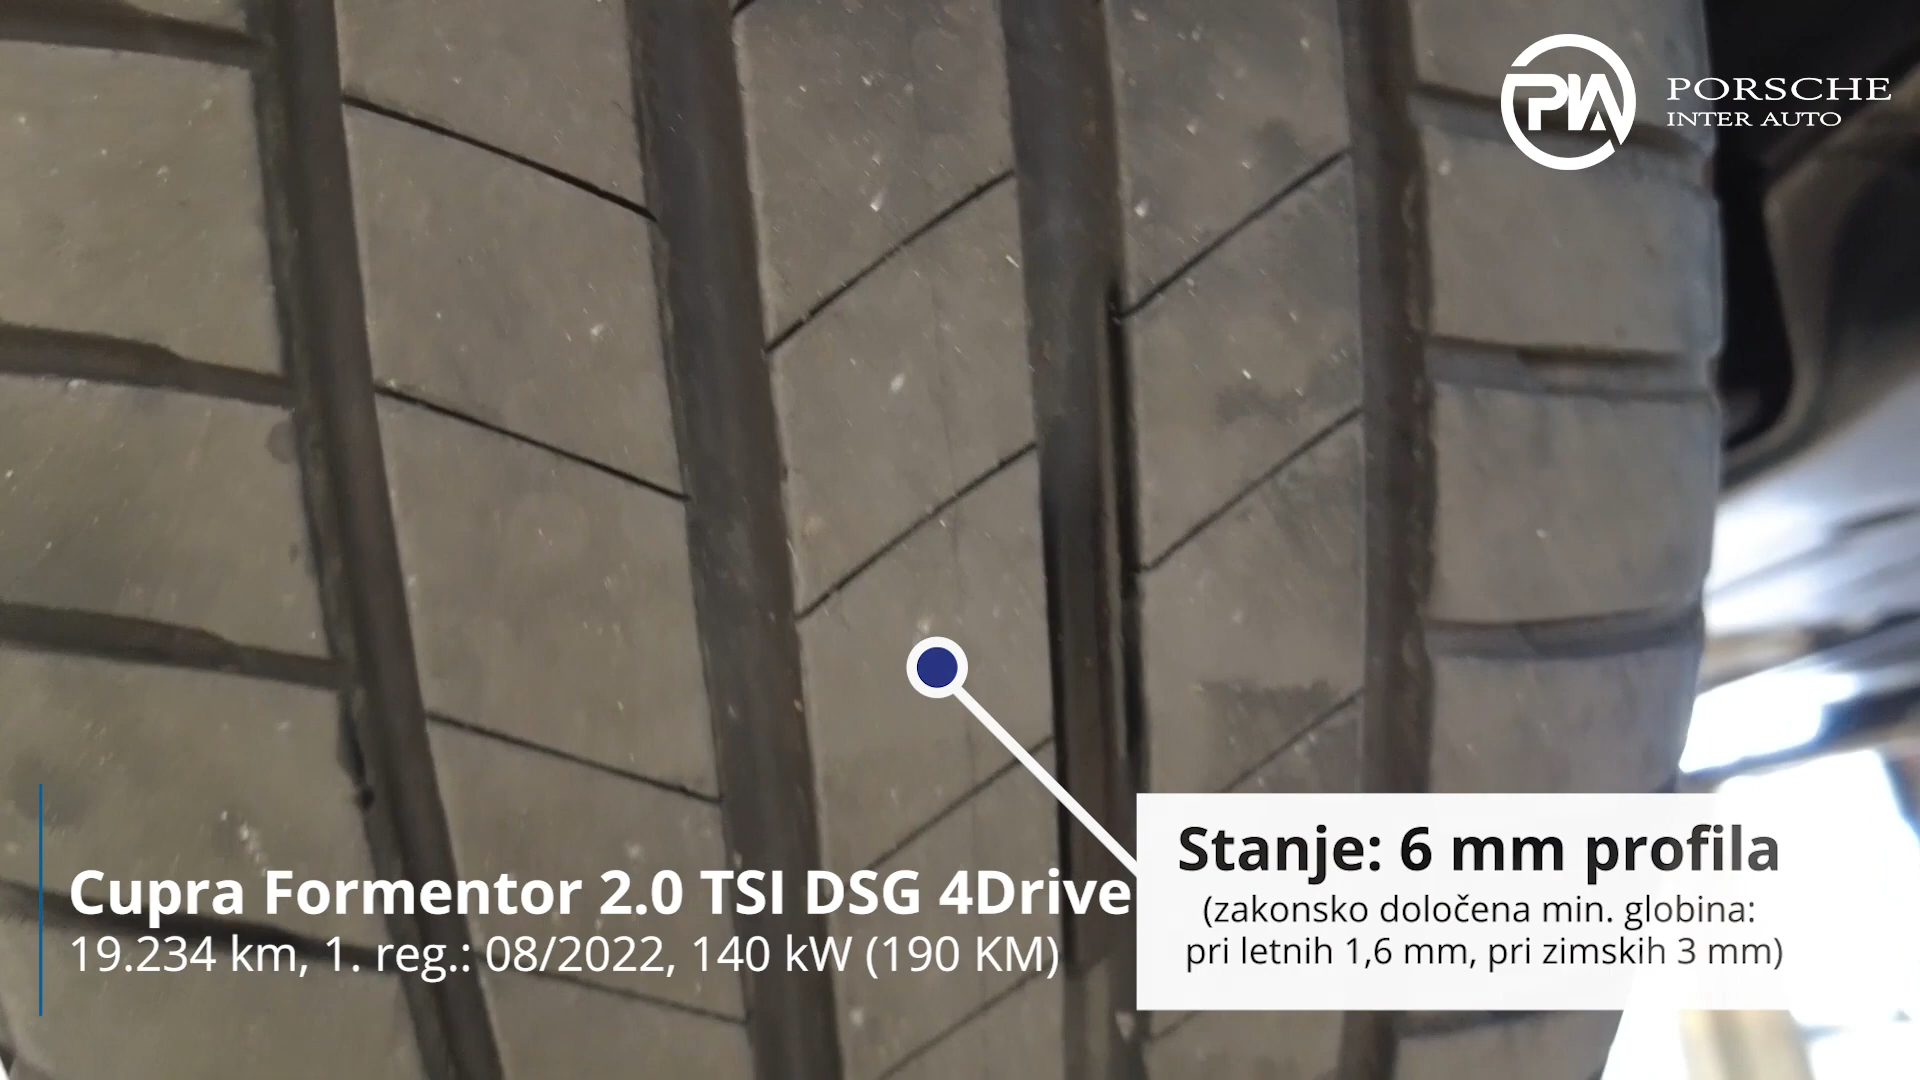 PIA
PORSCHE
INTER AUTO
Stanje: 6 mm profila
(zakonsko določena min. globina:
pri letnih 1,6 mm, pri zimskih 3 mm)
Cupra Formentor 2.0 TSI DSG 4Drive
19.234 km, 1. reg.: 08/2022, 140 kW (190 KM)